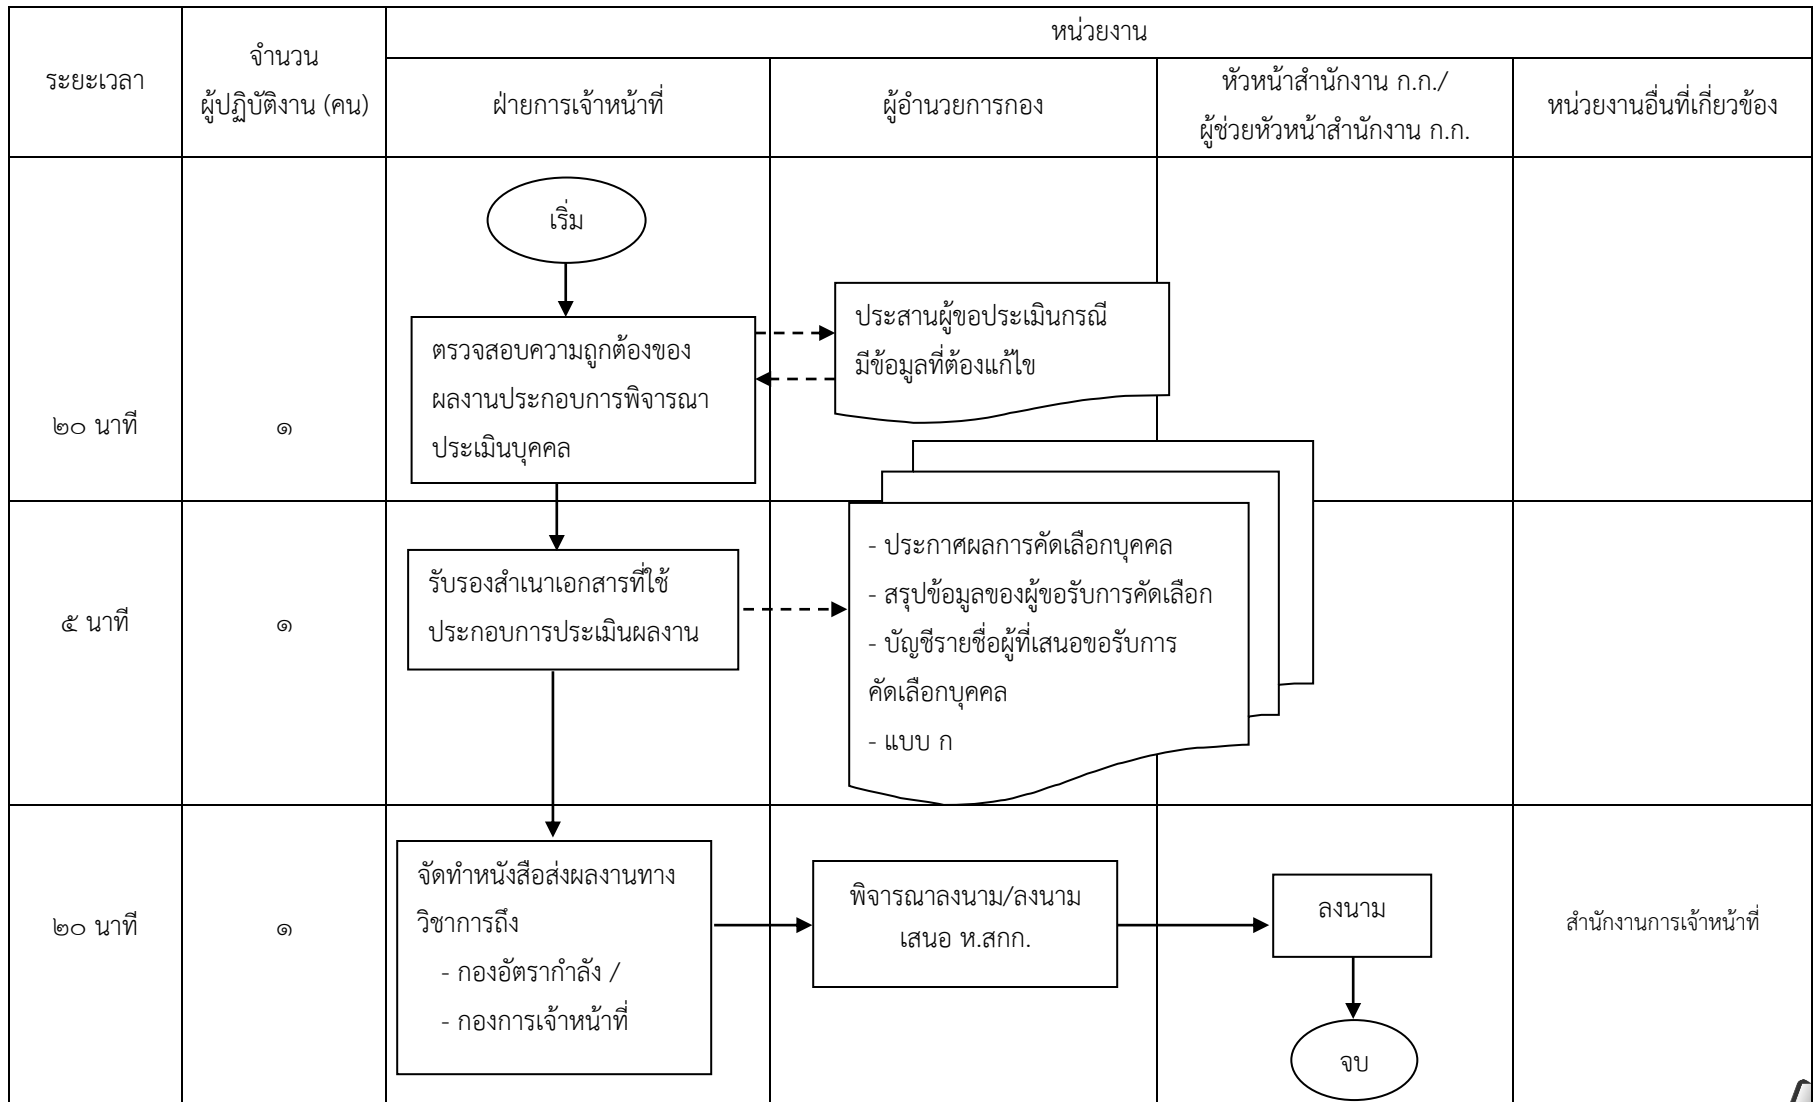 หน่วยงาน
ระยะเวลา
จำนวน
ผู้ปฏิบัติงาน (คน)
ฝ่ายการเจ้าหน้าที่
ผู้อำนวยการกอง
หัวหน้าสำนักงาน ก.ก./
ผู้ช่วยหัวหน้าสำนักงาน ก.ก.
หน่วยงานอื่นที่เกี่ยวข้อง
เริ่ม
๒๐ นาที
๑
ตรวจสอบความถูกต้องของ
ผลงานประกอบการพิจารณา
ประเมินบุคคล
ประสานผู้ขอประเมินกรณี
มีข้อมูลที่ต้องแก้ไข
๕ นาที
๑
รับรองสำเนาเอกสารที่ใช้
ประกอบการประเมินผลงาน
- ประกาศผลการคัดเลือกบุคคล
- สรุปข้อมูลของผู้ขอรับการคัดเลือก
- บัญชีรายชื่อผู้ที่เสนอขอรับการ
คัดเลือกบุคคล
- แบบ ก
๒๐ นาที
๑
จัดทำหนังสือส่งผลงานทาง
วิชาการถึง
- กองอัตรากำลัง /
- กองการเจ้าหน้าที่
พิจารณาลงนาม/ลงนาม
เสนอ ห.สกก.
ลงนาม
สำนักงานการเจ้าหน้าที่
จบ